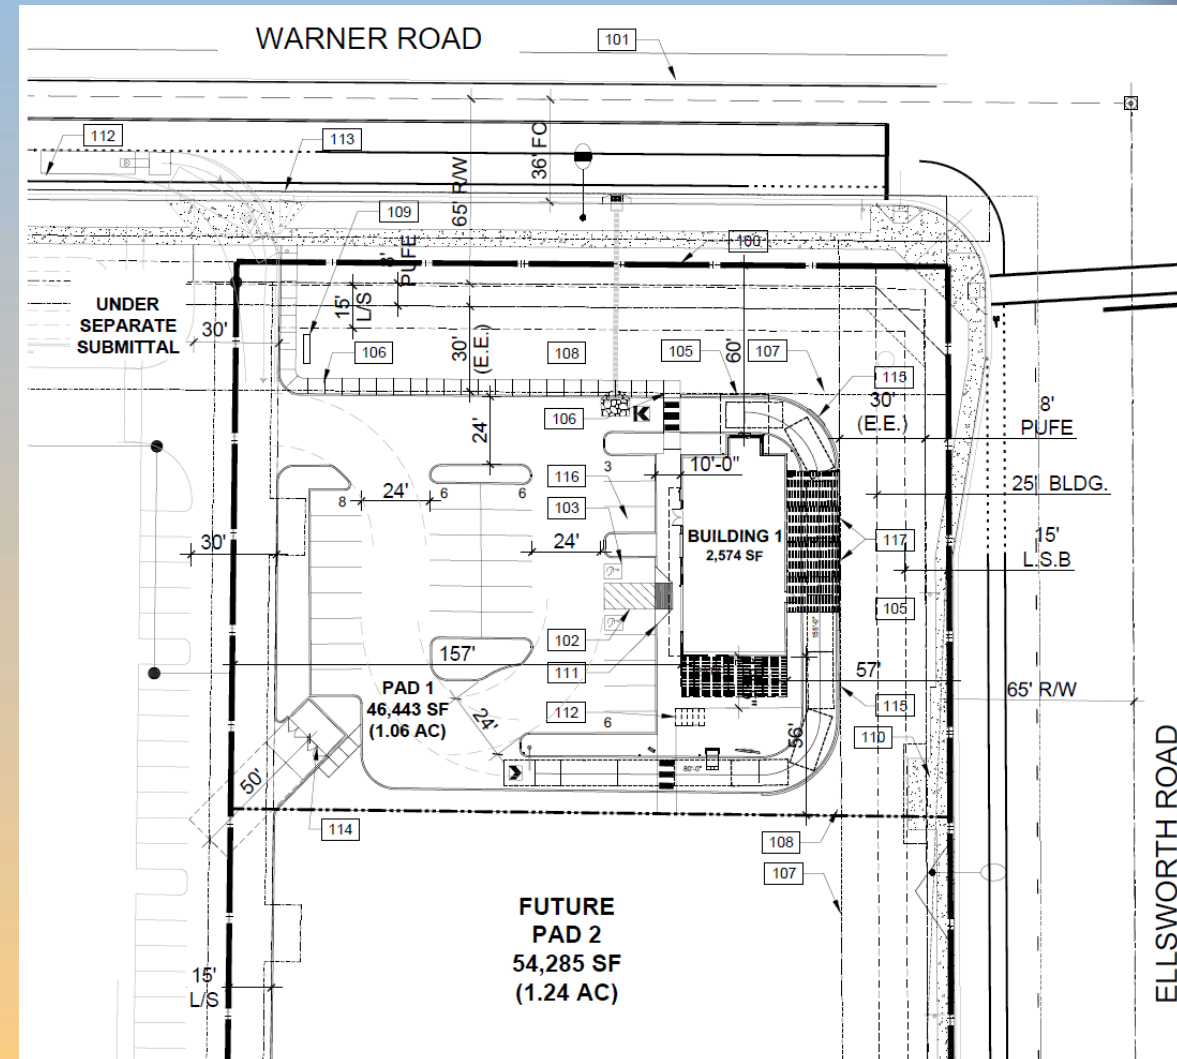 WARNER ROAD
101
112
113
65' R/W
36' FC
109
100
8'
PUFE
UNDER
SEPARATE
SUBMITTAL
30'
15'
L/S
106
30'
(E.E.)
108
105
60'
107
115
30'
(E.E.)
8'
PUFE
106
24'
10'-0"
3
116
24'
6
6
8
103
25' BLDG.
BUILDING 1
2,574 SF
117
30'
24'
15'
L.S.B
105
102
157'
111
57'
65' R/W
PAD 1
46,443 SF
(1.06 AC)
112
6
115
24'
56'
110
50'
80'-0"
114
108
107
FUTURE
PAD 2
54,285 SF
(1.24 AC)
15'
L/S
ELLSWORTH ROAD